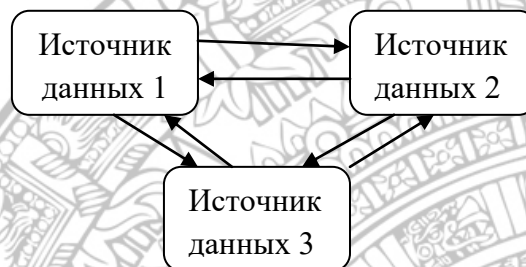 Источник
данных 1
Источник
данных 2
Источник
данных 3